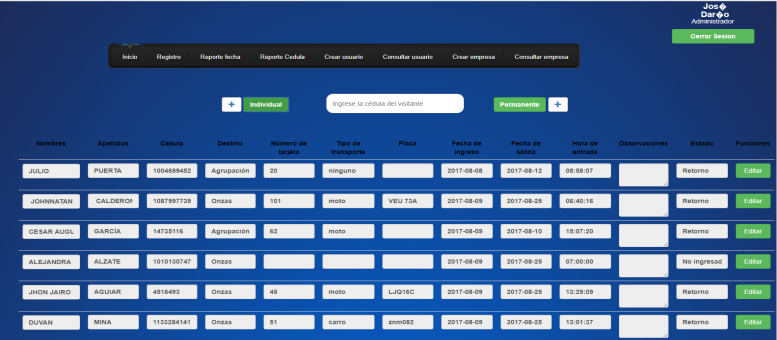 Jos�
Dar�o
Administrador
Cerrar Sesion
Inicio Registro Reporte fecha Reporte Cedula Crear usuario Consultar usuario Crear empresa Consultar empresa
+ Individual Ingrese la cédula del visitante Permanente +
Nombres Apellidos Cedula Destino Número de tarjeta Tipo de transporte Placa Fecha de ingreso Fecha de salida Hora de entrada Observaciones Estado Funciones
JULIO PUERTA 1004699452 Agrupación 20 ninguno 2017-08-08 2017-08-12 08:58:07 Retorno Editar
JOHNNATAN CALDERON 1087997739 Onzas 101 moto VEU 73A 2017-08-09 2017-08-25 06:40:16 Retorno Editar
CESAR AUGU GARCÍA 14735116 Agrupación 62 moto 2017-08-09 2017-08-10 15:07:20 Retorno Editar
ALEJANDRA ALZATE 1010130747 Onzas 2017-08-09 2017-08-25 07:00:00 No ingresad Editar
JHON JAIRO AGUIAR 4516493 Onzas 45 moto LJQ16C 2017-08-09 2017-08-25 13:29:09 Retorno Editar
DUVAN MINA 1133284141 Onzas 51 carro znm082 2017-08-09 2017-08-25 13:01:37 Retorno Editar